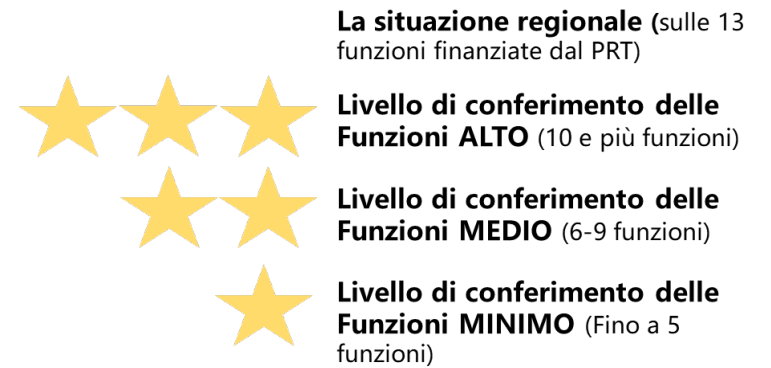 La situazione regionale (sulle 13
funzioni finanziate dal PRT)
Livello di conferimento delle
Funzioni ALTO (10 e più funzioni)
Livello di conferimento delle
Funzioni MEDIO (6-9 funzioni)
Livello di conferimento delle
Funzioni MINIMO (Fino a 5
funzioni)